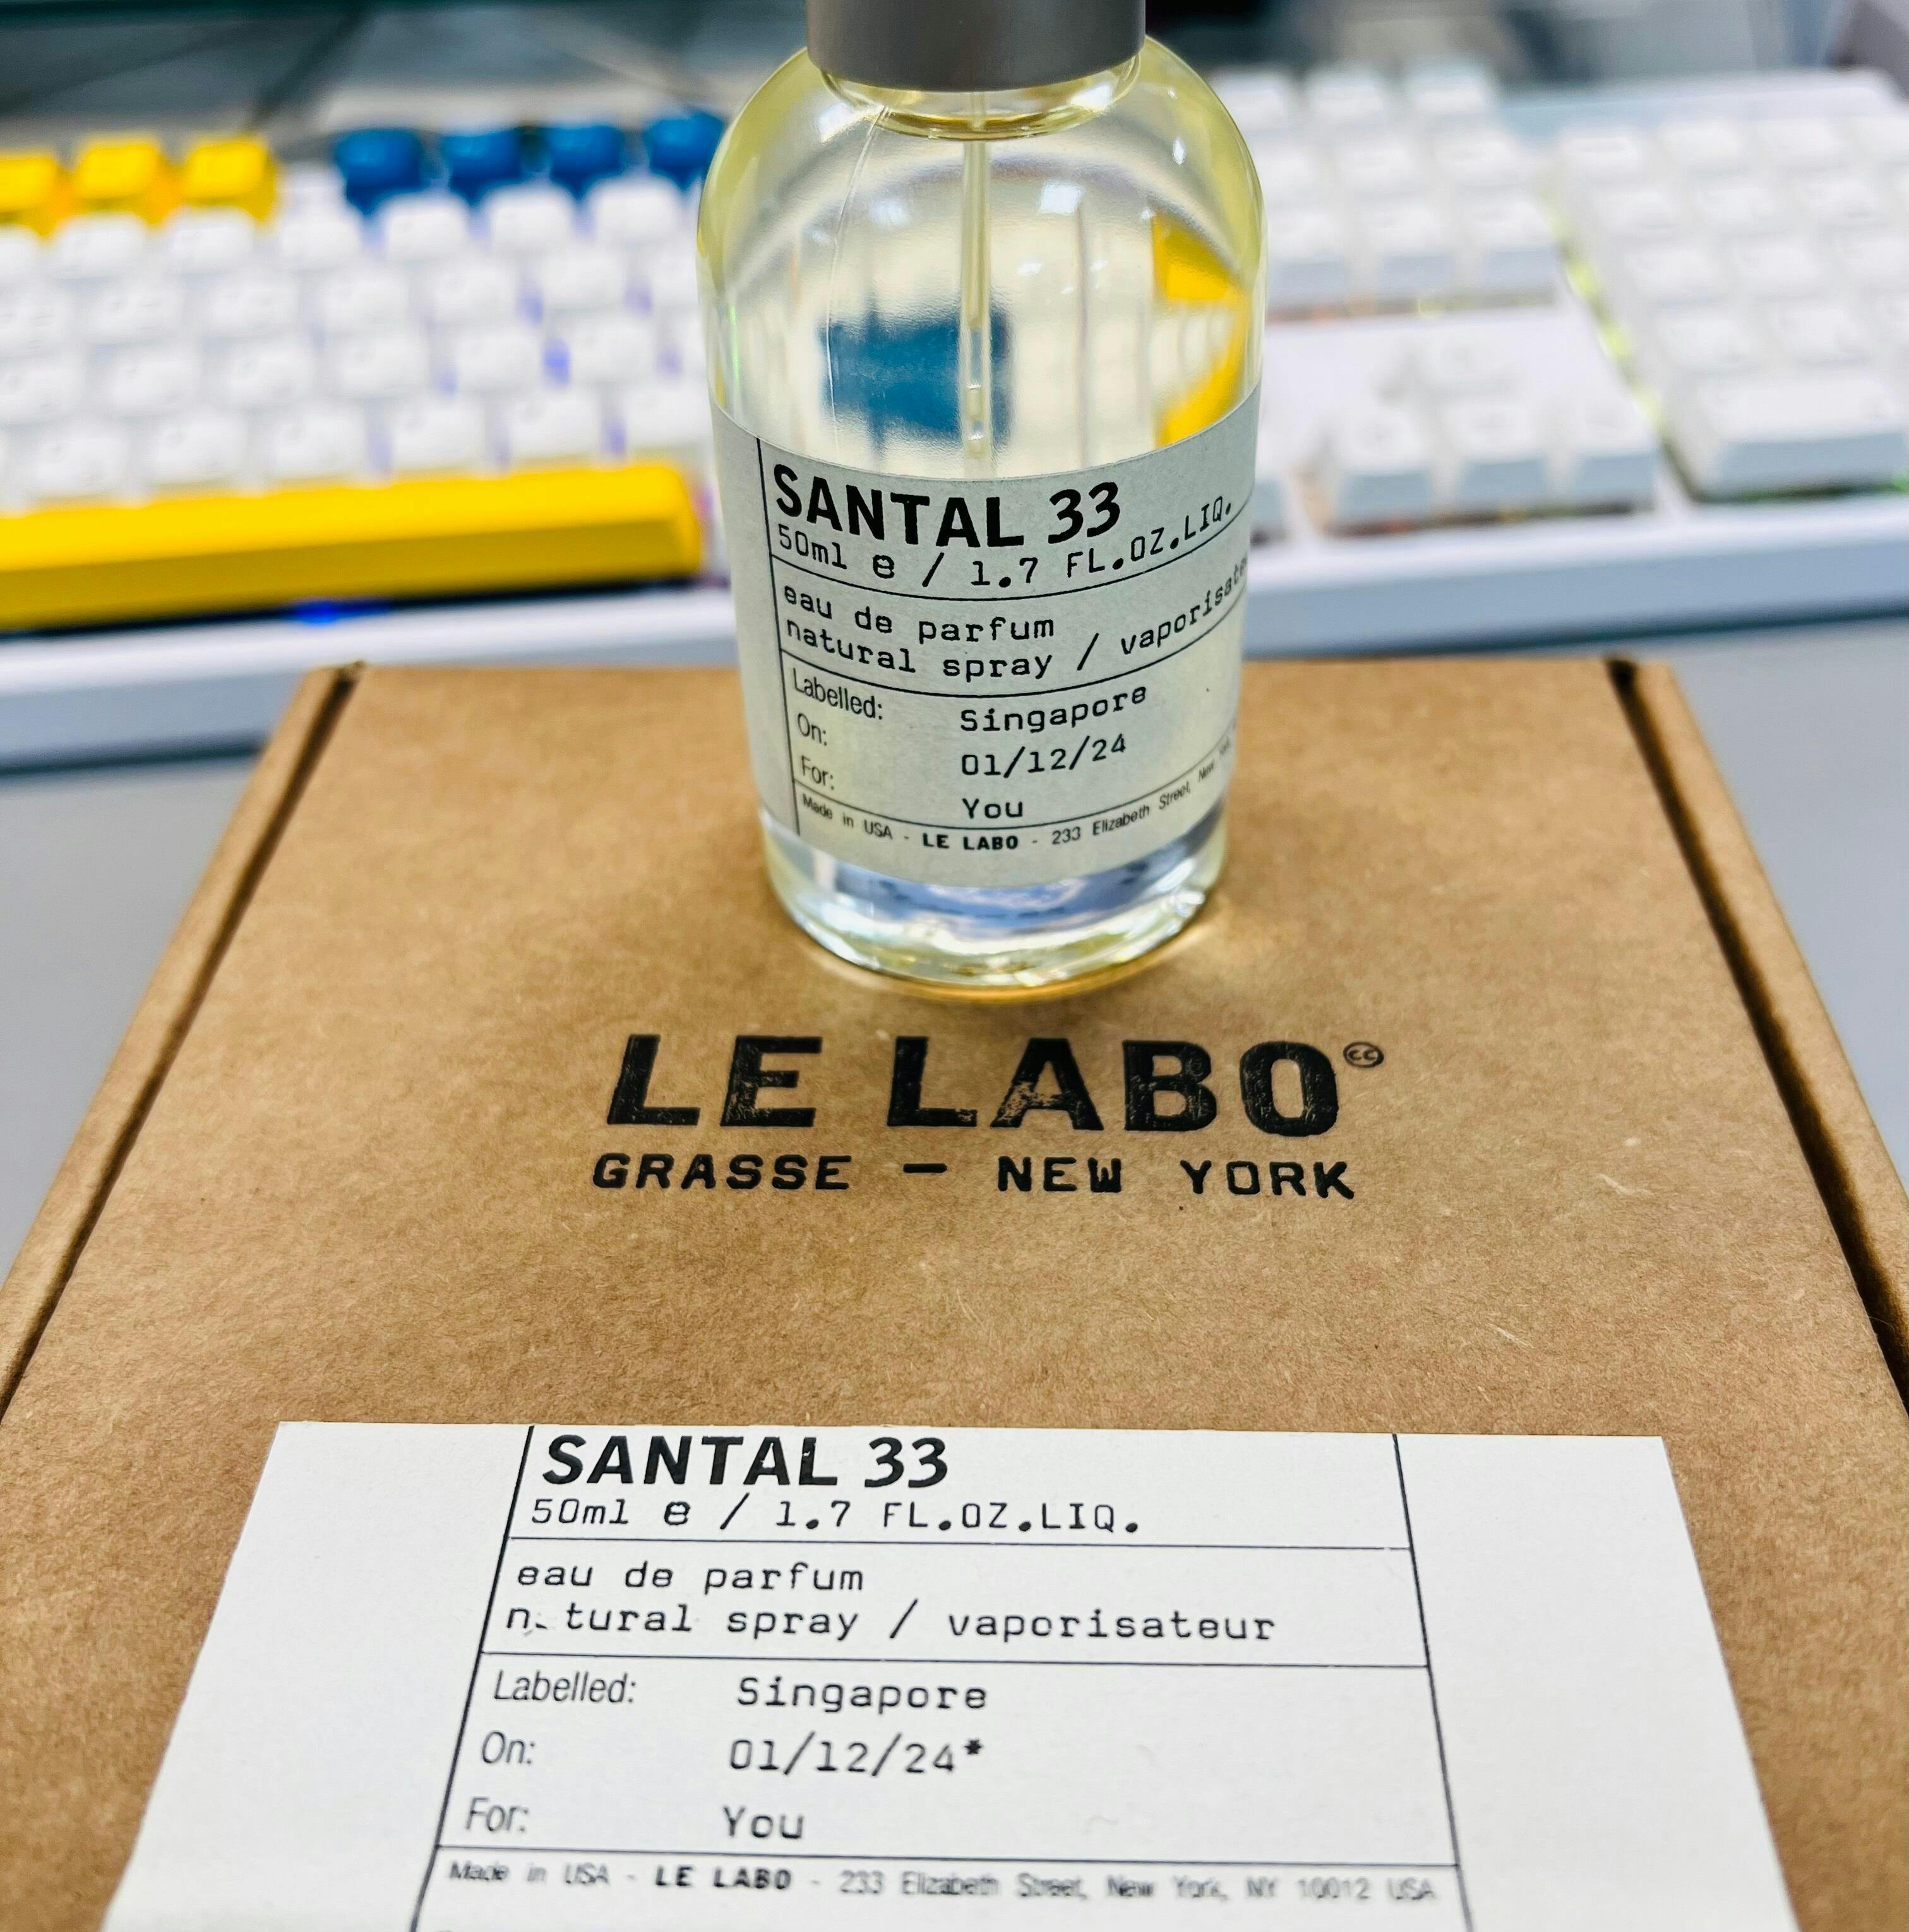 SANTAL 33
50ml e / 1.7 FL.OZ.LIQ.
eau de parfum
natural spray /
Labelled: Singapore
On: 01/12/24
For: You
Made in USA - LE LABO - 233 Elizabeth Street, New
LE LABO
GRASSE — NEW YORK
SANTAL 33
50ml e / 1.7 FL.OZ.LIQ.
eau de parfum
n tural spray / vaporisateur
Labelled: Singapore
On: 01/12/24*
For: You
Made in USA - LE LABO - 233 Elizabeth Street, New York, NY 10012 USA